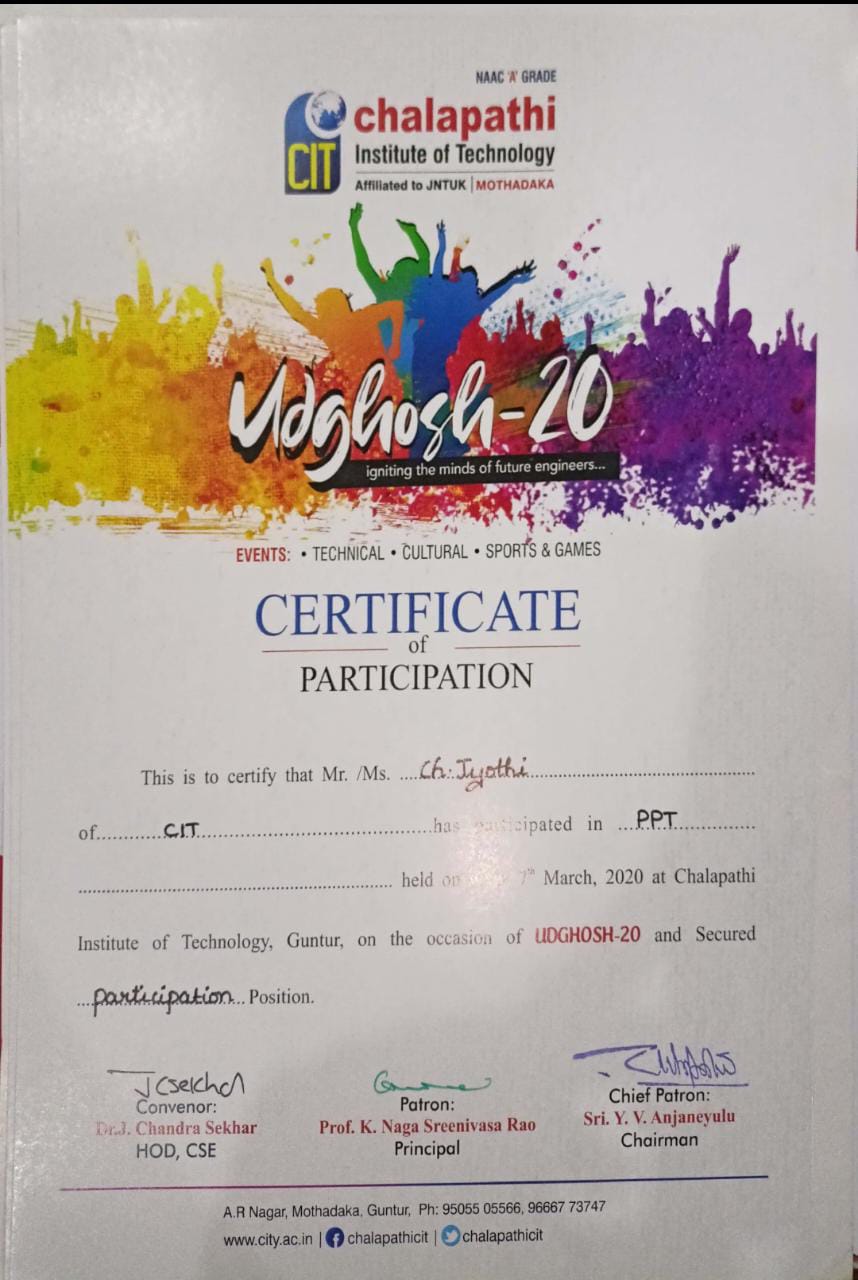 NAAC 'A' GRADE
CIT
chalapathi
Institute of Technology
Affiliated to JNTUK | MOTHADAKA
Udghosh-20
igniting the minds of future engineers...
EVENTS: • TECHNICAL • CULTURAL • SPORTS & GAMES
CERTIFICATE
of
PARTICIPATION
This is to certify that Mr. /Ms. ....Ch. Jyothi....
of............CIT............has participated in ....PPT............
............ held on 7th March, 2020 at Chalapathi
Institute of Technology, Guntur, on the occasion of UDGHOSH-20 and Secured
...participation... Position.
Convenor:
Dr.J. Chandra Sekhar
HOD, CSE
Patron:
Prof. K. Naga Sreenivasa Rao
Principal
Chief Patron:
Sri. Y. V. Anjaneyulu
Chairman
A.R Nagar, Mothadaka, Guntur, Ph: 95055 05566, 96667 73747
www.city.ac.in | chalapathicit | chalapathicit